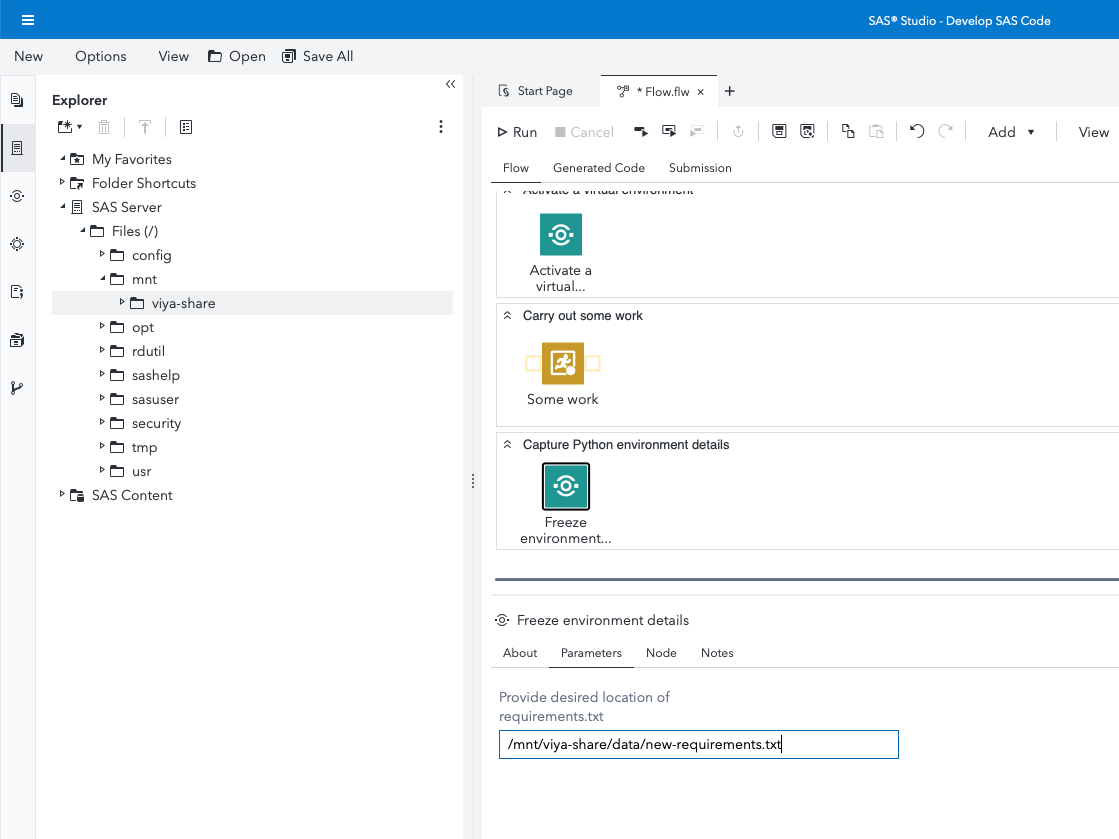 SAS® Studio - Develop SAS Code
New Options View Open Save All
Explorer
My Favorites
Folder Shortcuts
SAS Server
Files (/)
config
mnt
viya-share
opt
rdutil
sashelp
sasuser
security
tmp
usr
SAS Content
Start Page * Flow.flw
Run Cancel Add View
Flow Generated Code Submission
Activate a virtual environment
Activate a
virtual...
Carry out some work
Some work
Capture Python environment details
Freeze
environment...
Freeze environment details
About Parameters Node Notes
Provide desired location of
requirements.txt
/mnt/viya-share/data/new-requirements.txt